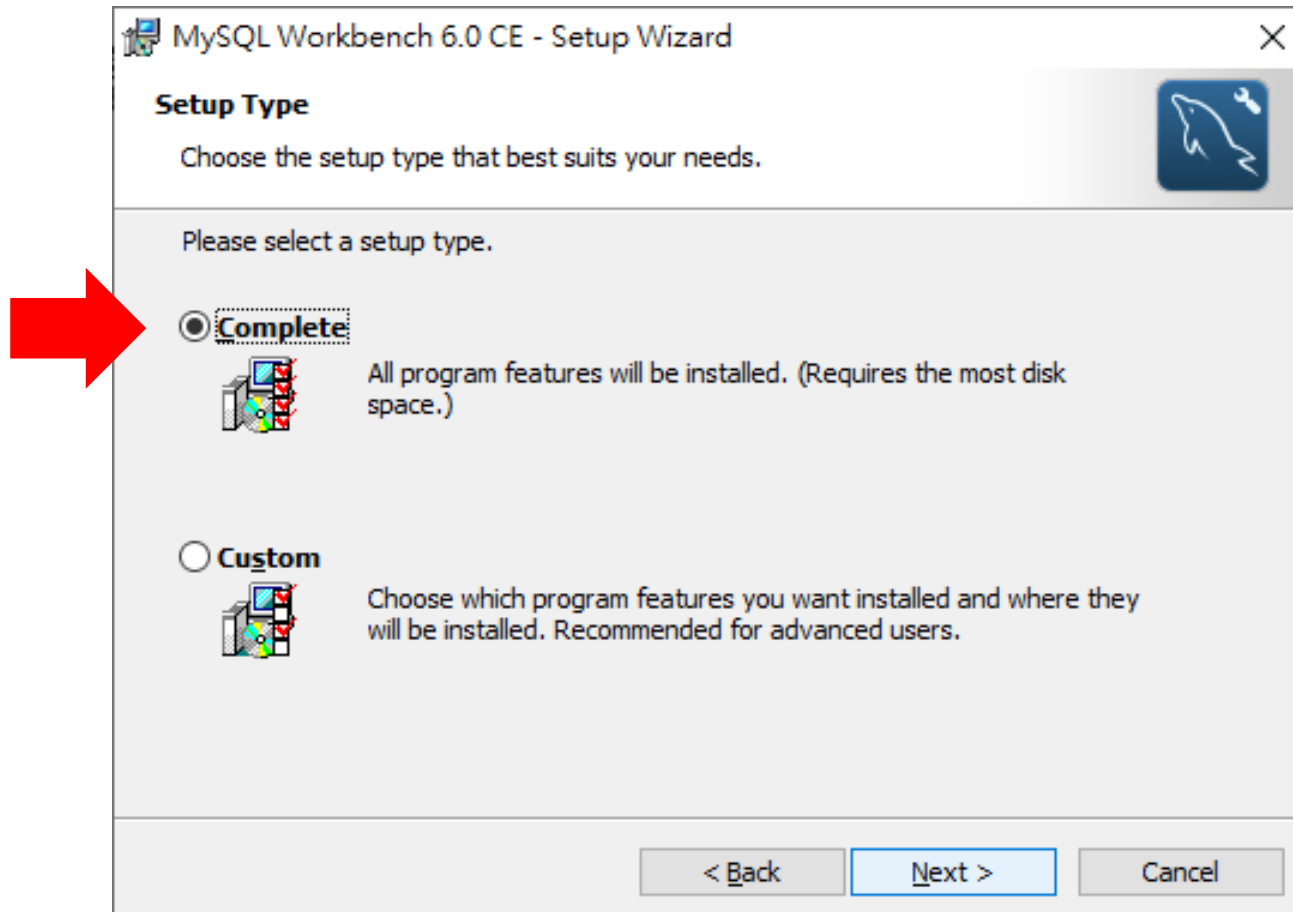 MySQL Workbench 6.0 CE - Setup Wizard
Setup Type
Choose the setup type that best suits your needs.
Please select a setup type.
Complete
All program features will be installed. (Requires the most disk
space.)
Custom
Choose which program features you want installed and where they
will be installed. Recommended for advanced users.
< Back Next > Cancel